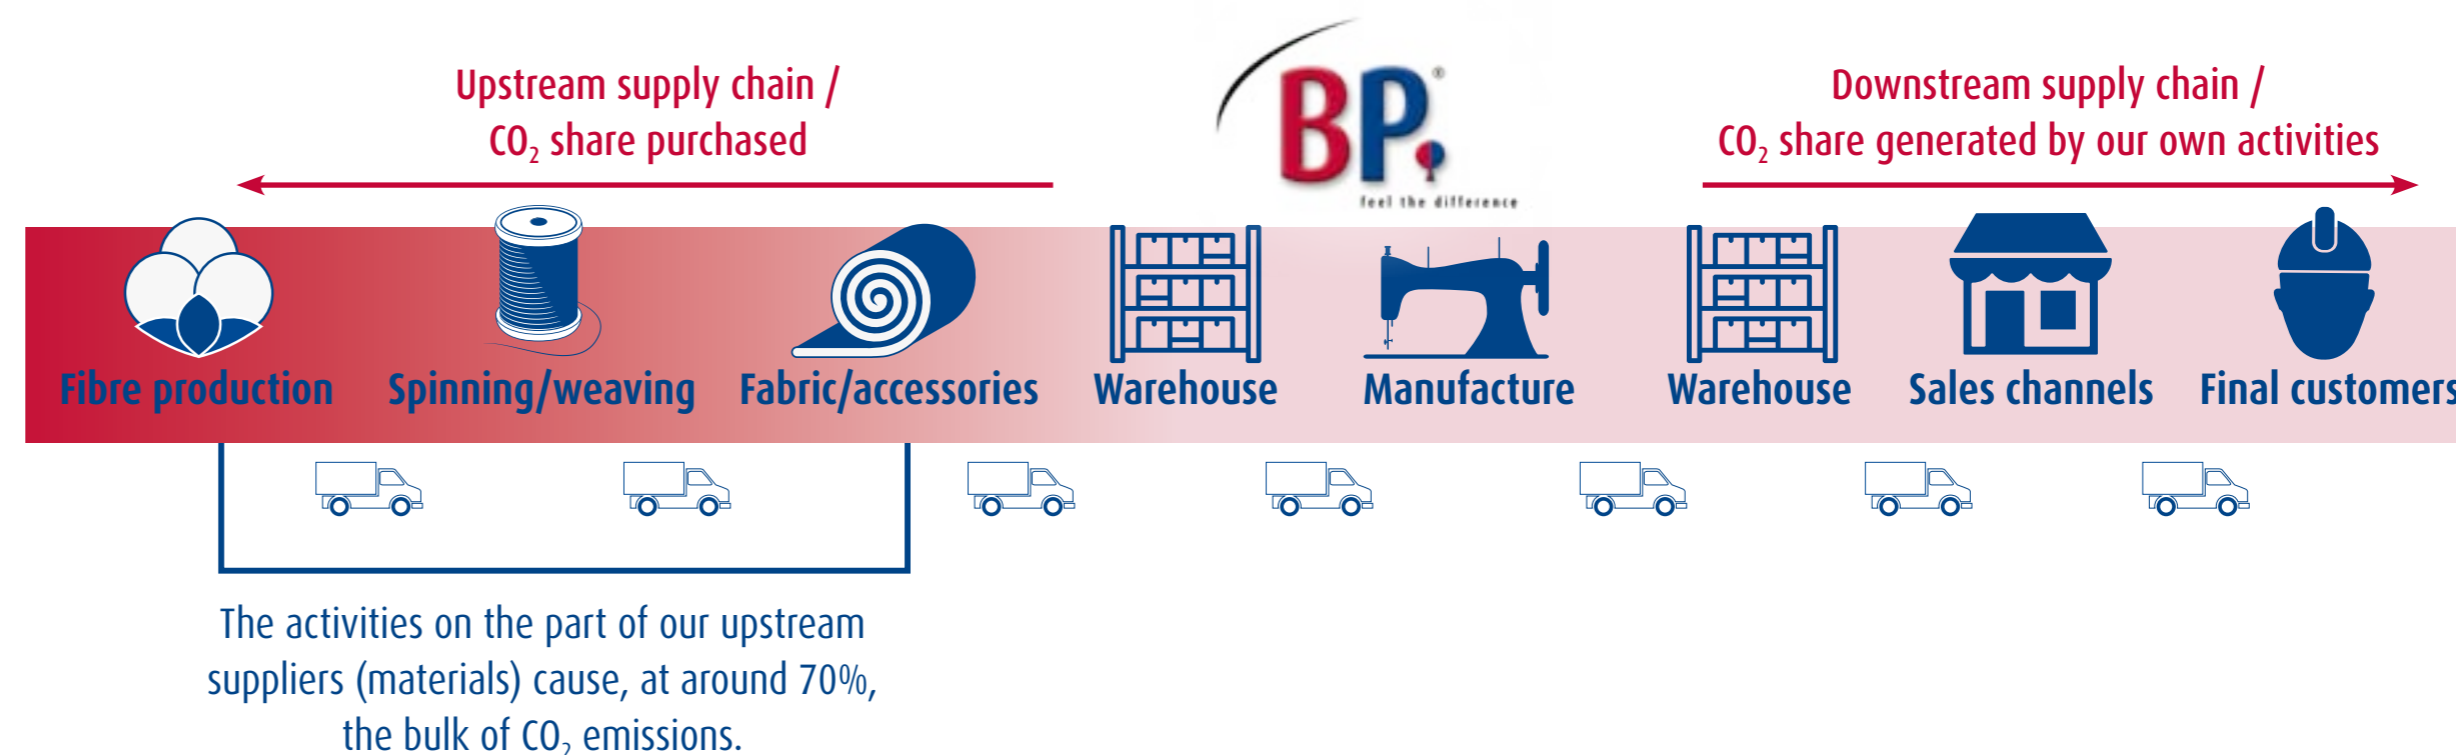 Upstream supply chain /
CO₂ share purchased
BP.®
feel the difference
Downstream supply chain /
CO₂ share generated by our own activities
Fibre production
Spinning/weaving
Fabric/accessories
Warehouse
Manufacture
Warehouse
Sales channels
Final customers
The activities on the part of our upstream
suppliers (materials) cause, at around 70%,
the bulk of CO₂ emissions.